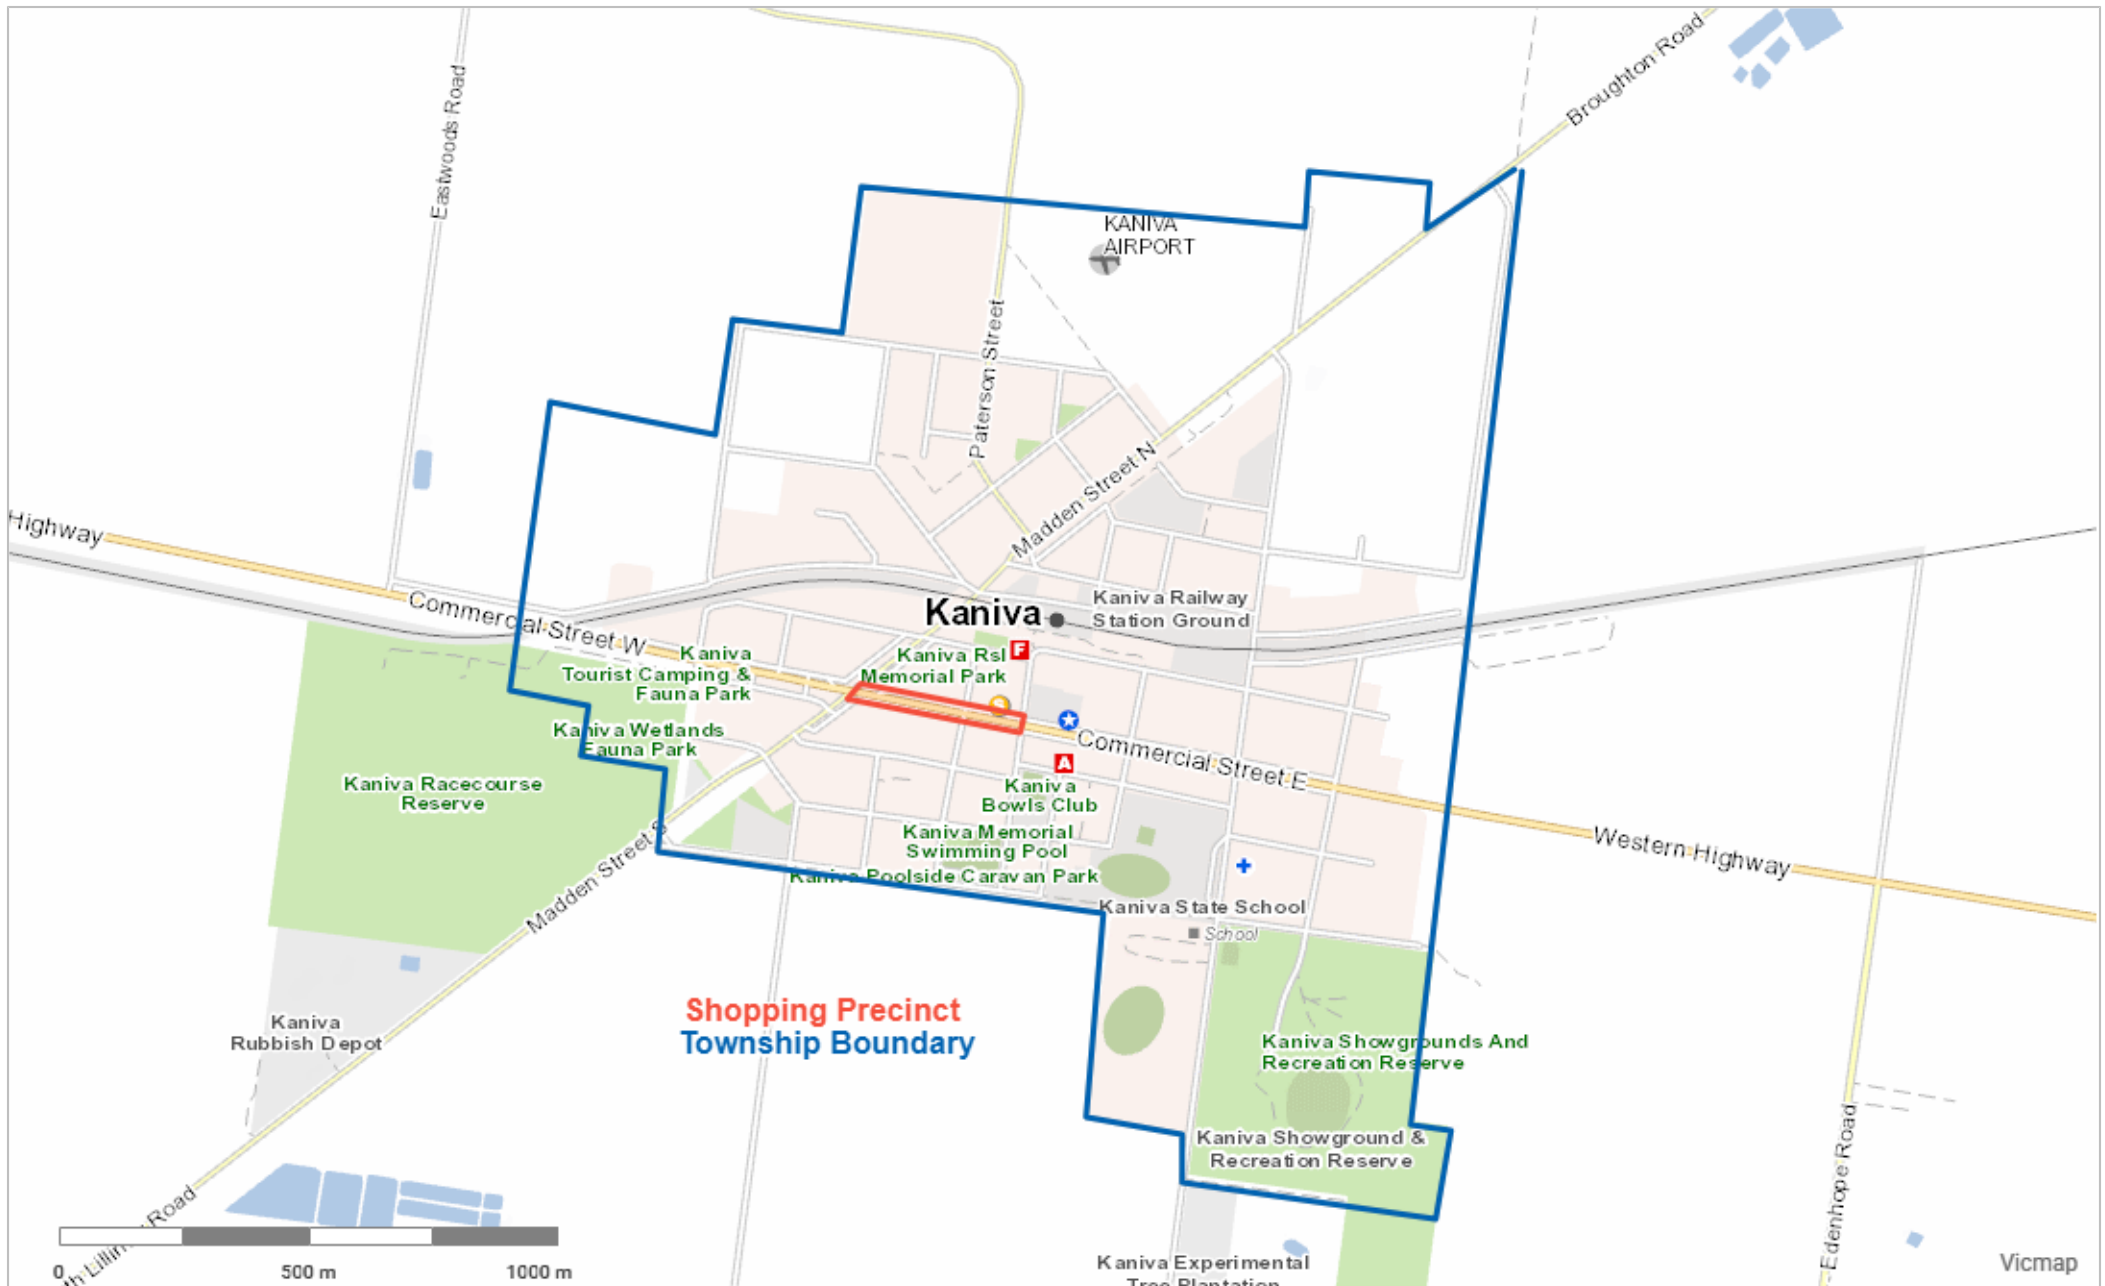 Broughton Road
Eastwoods Road
KANIVA
AIRPORT
Paterson Street
Madden Street N
Highway
Commercial Street W
Kaniva
Kaniva Railway
Station Ground
F
Kaniva Rsl
Memorial Park
Kaniva
Tourist Camping &
Fauna Park
Kaniva Wetlands
Fauna Park
Commercial Street E
A
Kaniva Racecourse
Reserve
Kaniva
Bowls Club
Kaniva Memorial
Swimming Pool
Kaniva Poolside Caravan Park
Western Highway
Madden Street S
Kaniva State School
School
Shopping Precinct
Township Boundary
Kaniva
Rubbish Depot
Kaniva Showgrounds And
Recreation Reserve
Kaniva Showground &
Recreation Reserve
Edenhope Road
Road
Kaniva Experimental
Tree Plantation
0 500 m 1000 m
Vicmap